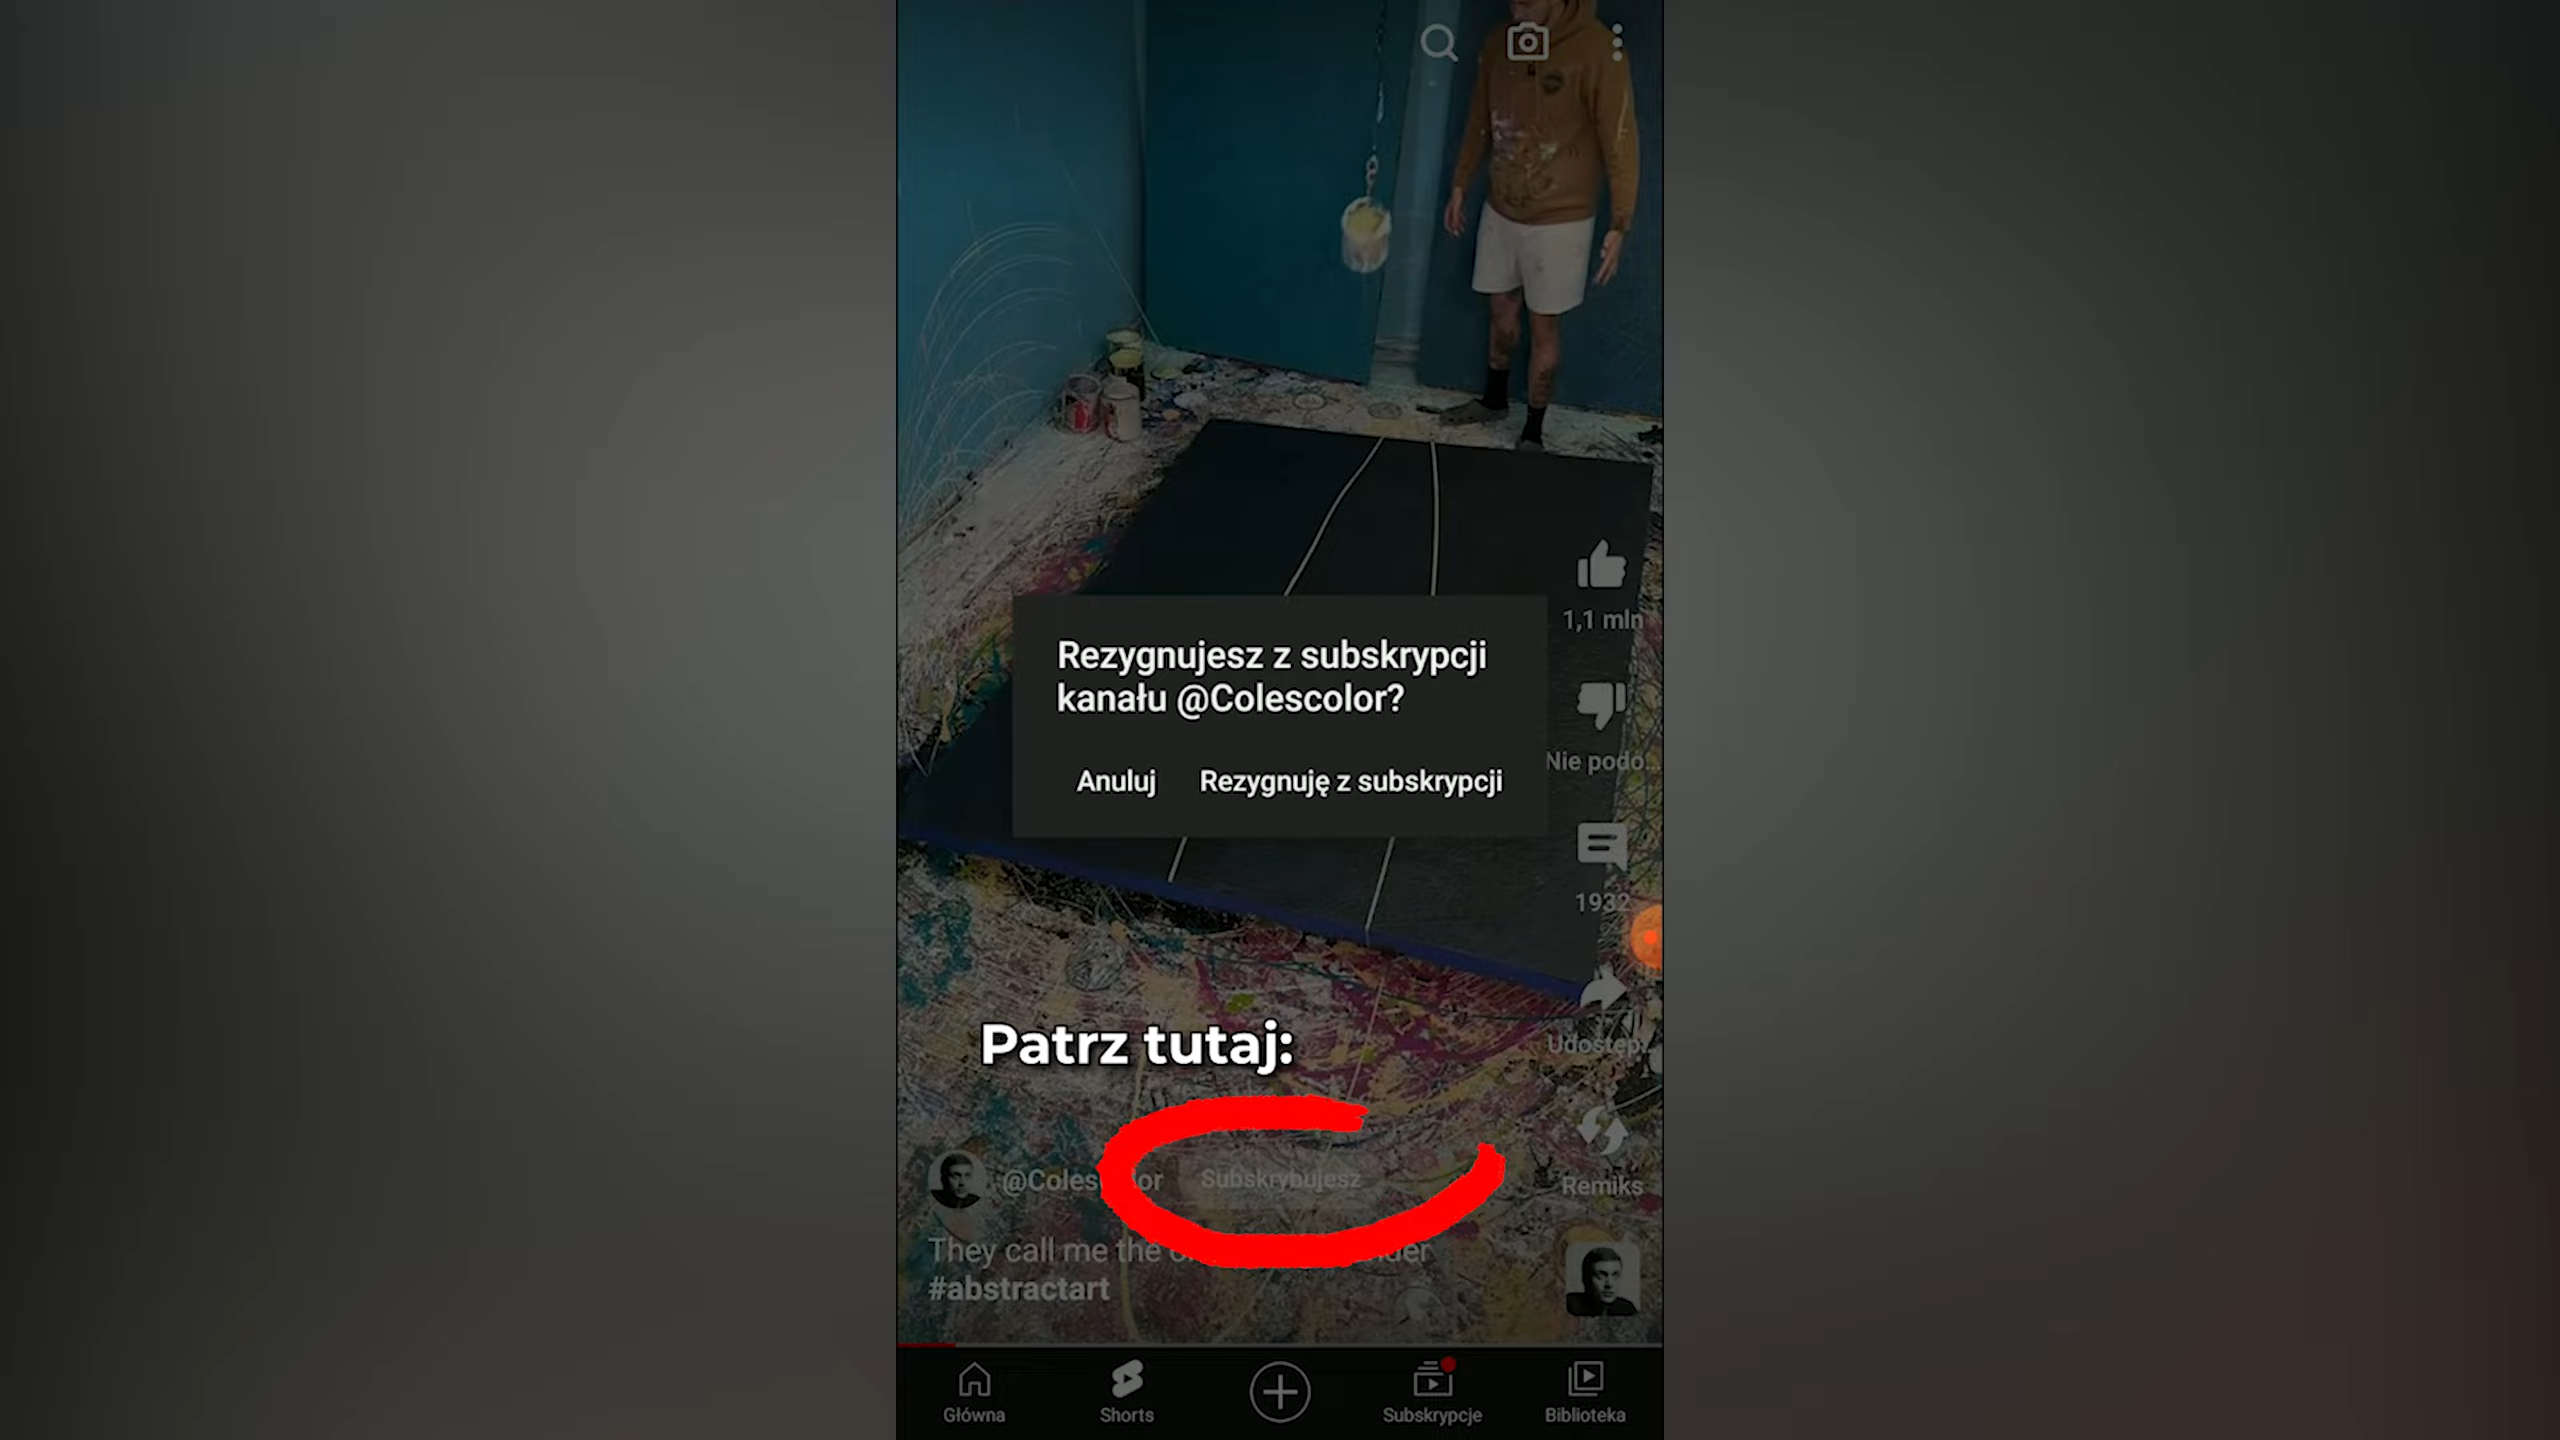 Rezygnujesz z subskrypcji
kanału @Colescolor?
Anuluj
Rezygnuję z subskrypcji
1,1 mln
Nie podo...
1932
Udostęp...
Remiks
Patrz tutaj:
Subskrybujesz
They call me the
#abstractart
Główna
Shorts
Subskrypcje
Biblioteka